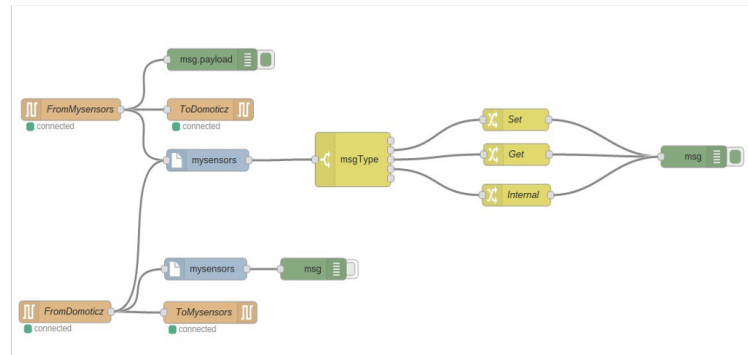 msg.payload
FromMysensors
connected
ToDomoticz
connected
mysensors
msgType
Set
Get
Internal
msg
mysensors
msg
FromDomoticz
connected
ToMysensors
connected